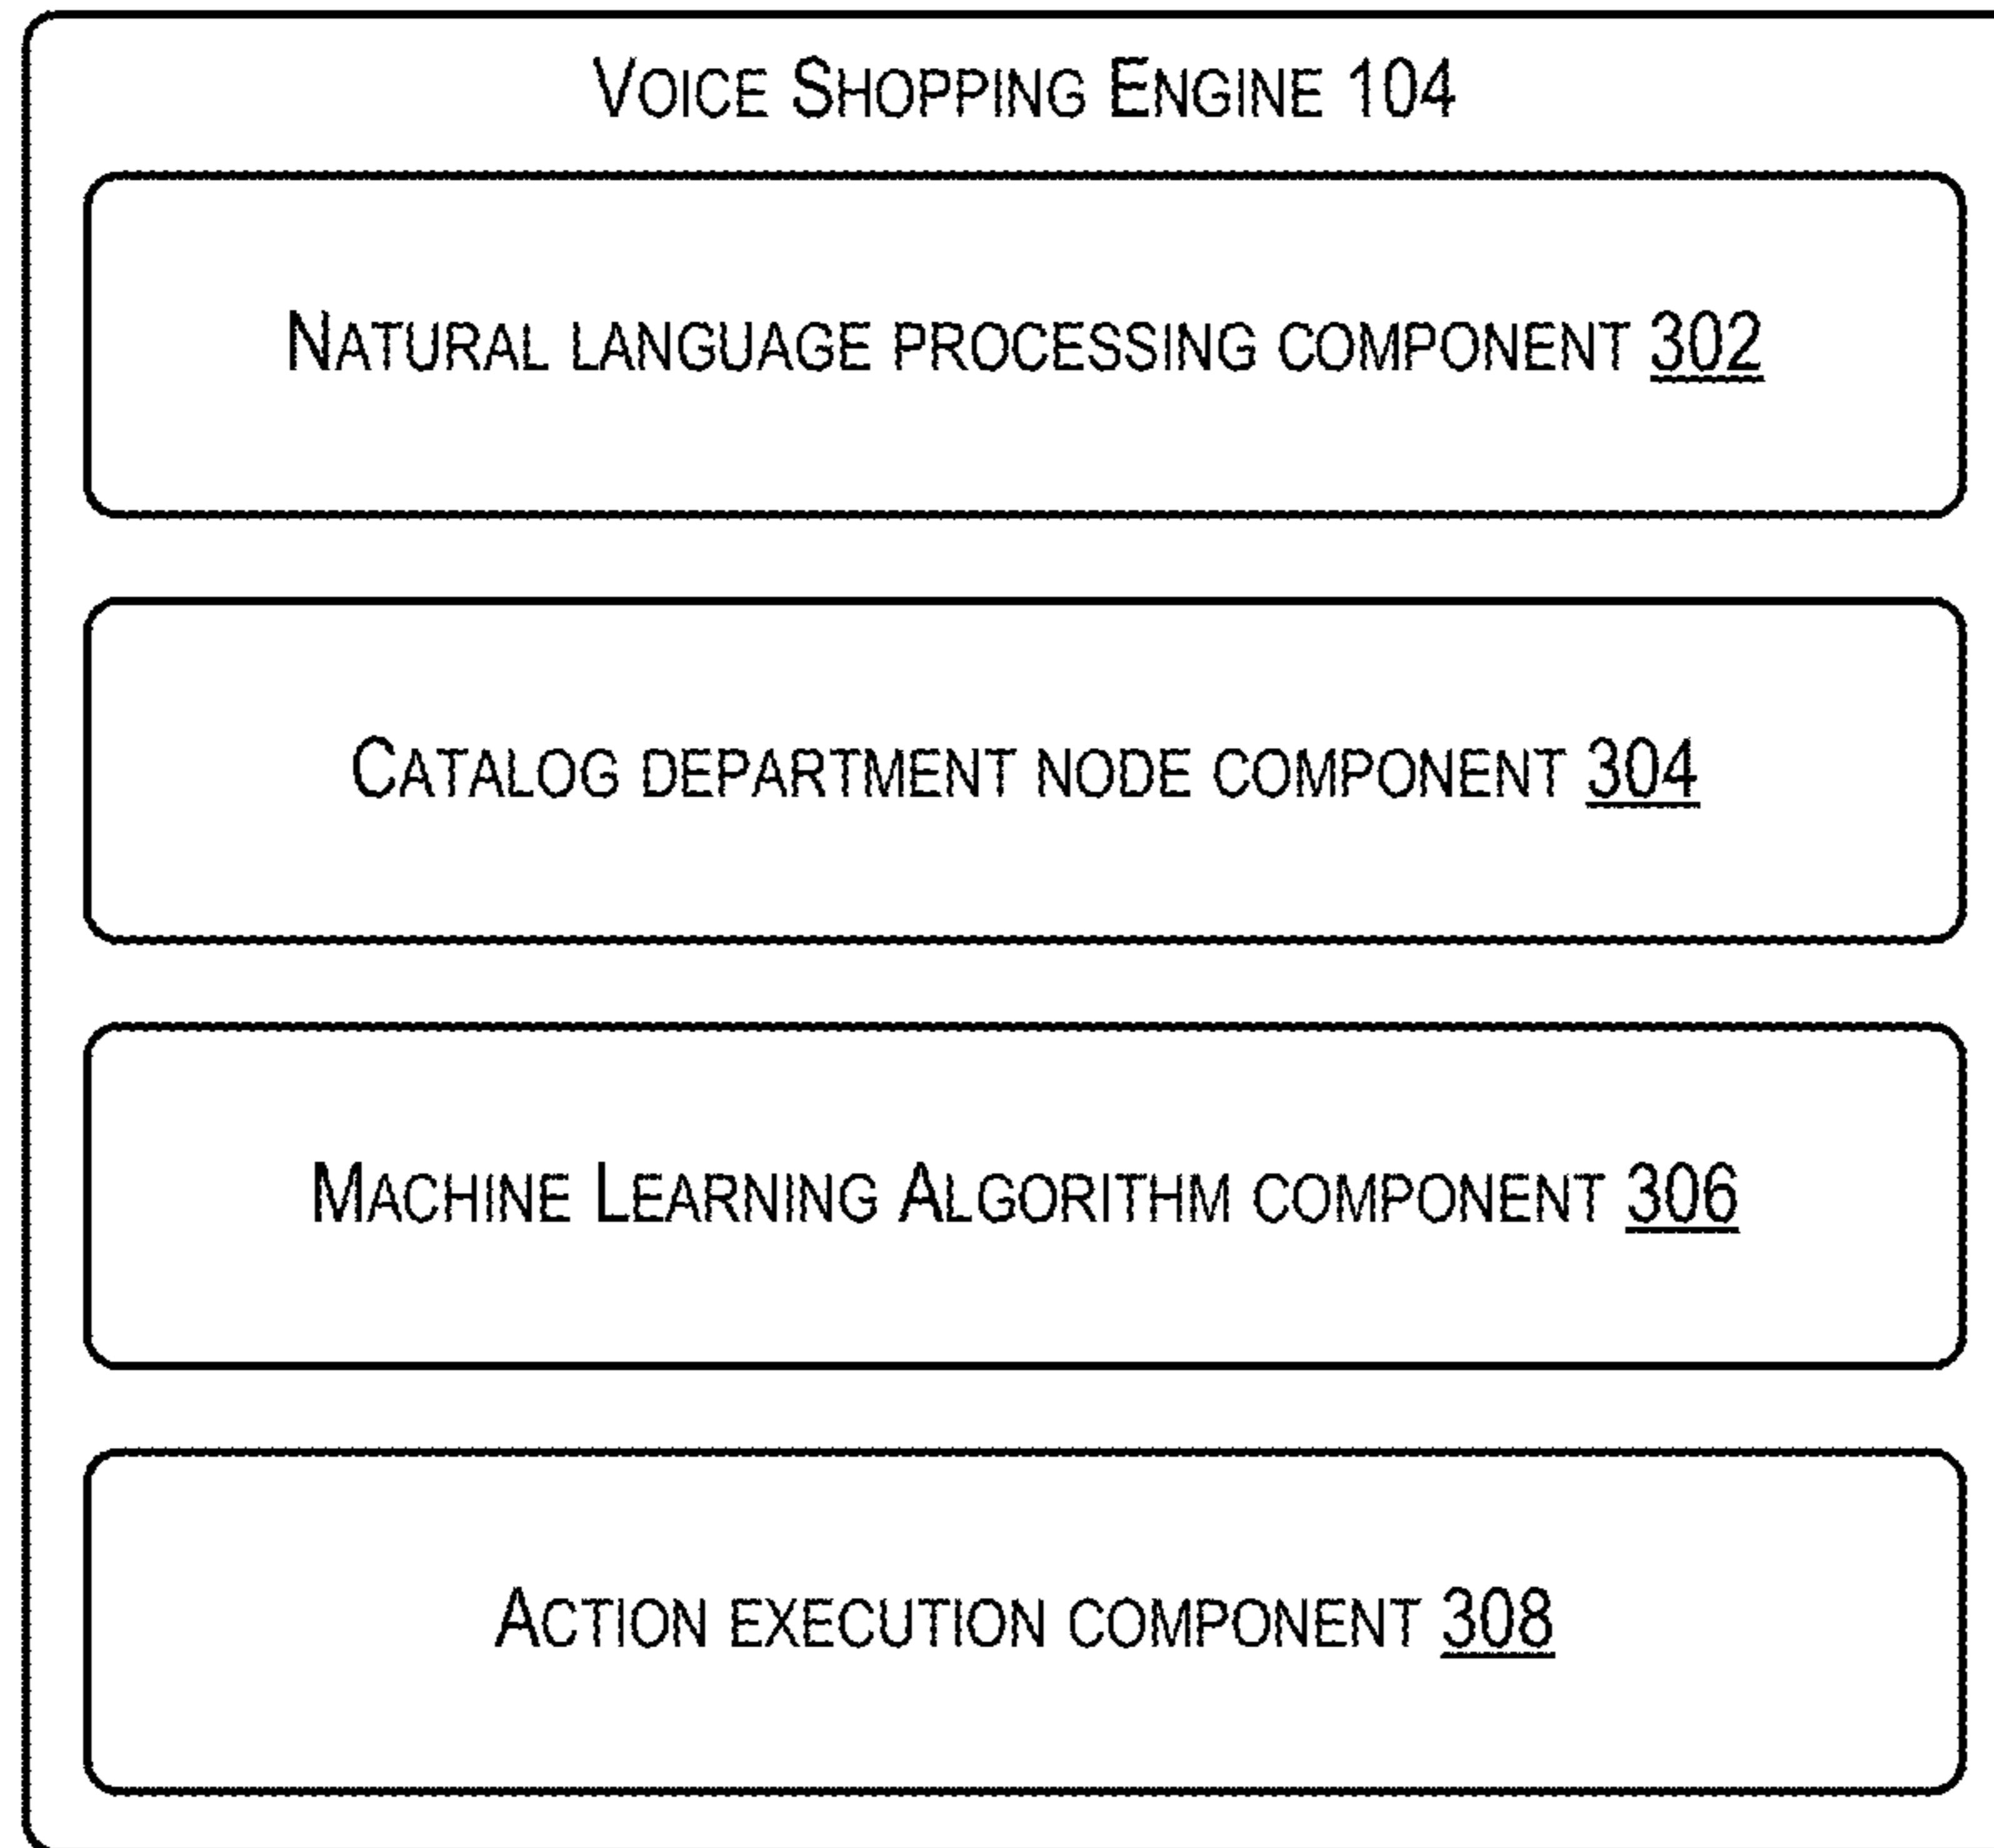 VOICE SHOPPING ENGINE 104
NATURAL LANGUAGE PROCESSING COMPONENT 302
CATALOG DEPARTMENT NODE COMPONENT 304
MACHINE LEARNING ALGORITHM COMPONENT 306
ACTION EXECUTION COMPONENT 308